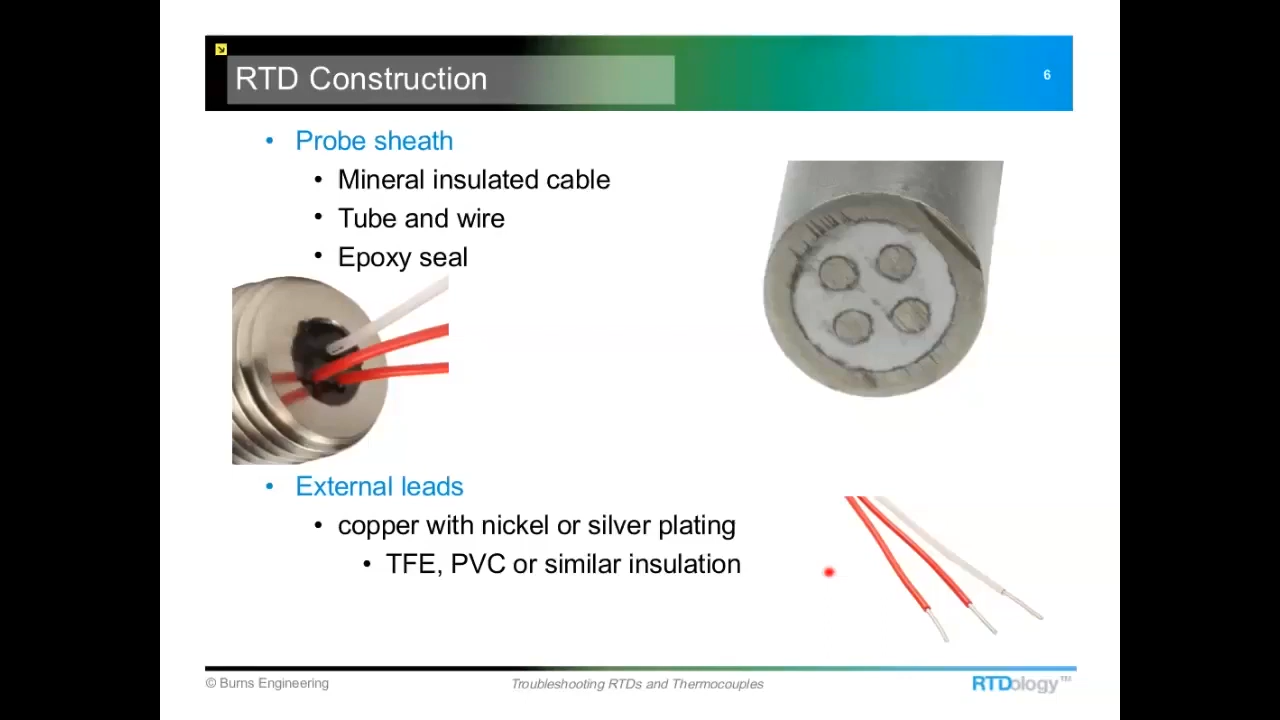 RTD Construction
6
• Probe sheath
• Mineral insulated cable
• Tube and wire
• Epoxy seal
• External leads
• copper with nickel or silver plating
• TFE, PVC or similar insulation
© Burns Engineering
Troubleshooting RTDs and Thermocouples
RTDology™